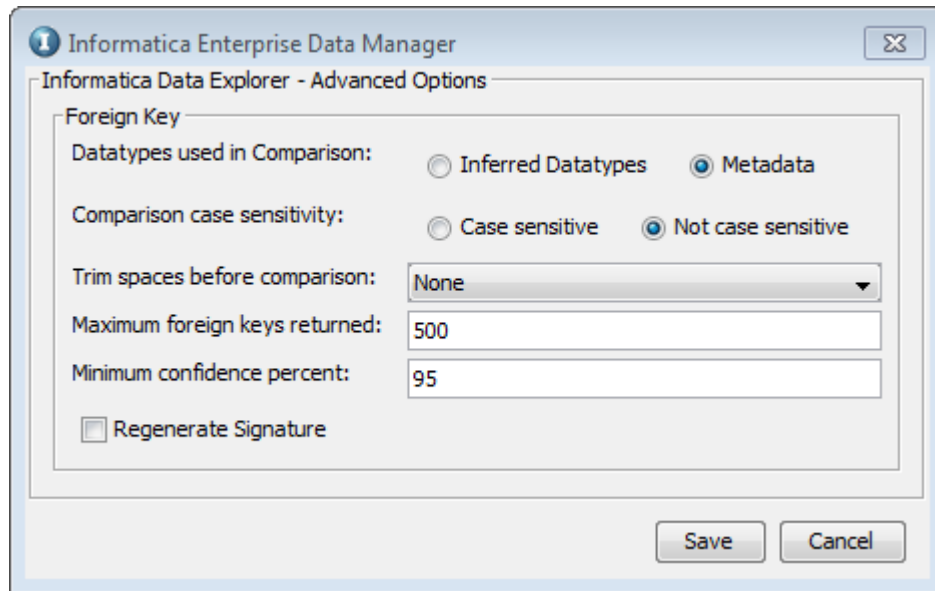 Informatica Enterprise Data Manager
Informatica Data Explorer - Advanced Options
Foreign Key
Datatypes used in Comparison: Inferred Datatypes Metadata
Comparison case sensitivity: Case sensitive Not case sensitive
Trim spaces before comparison: None
Maximum foreign keys returned: 500
Minimum confidence percent: 95
Regenerate Signature
Save Cancel